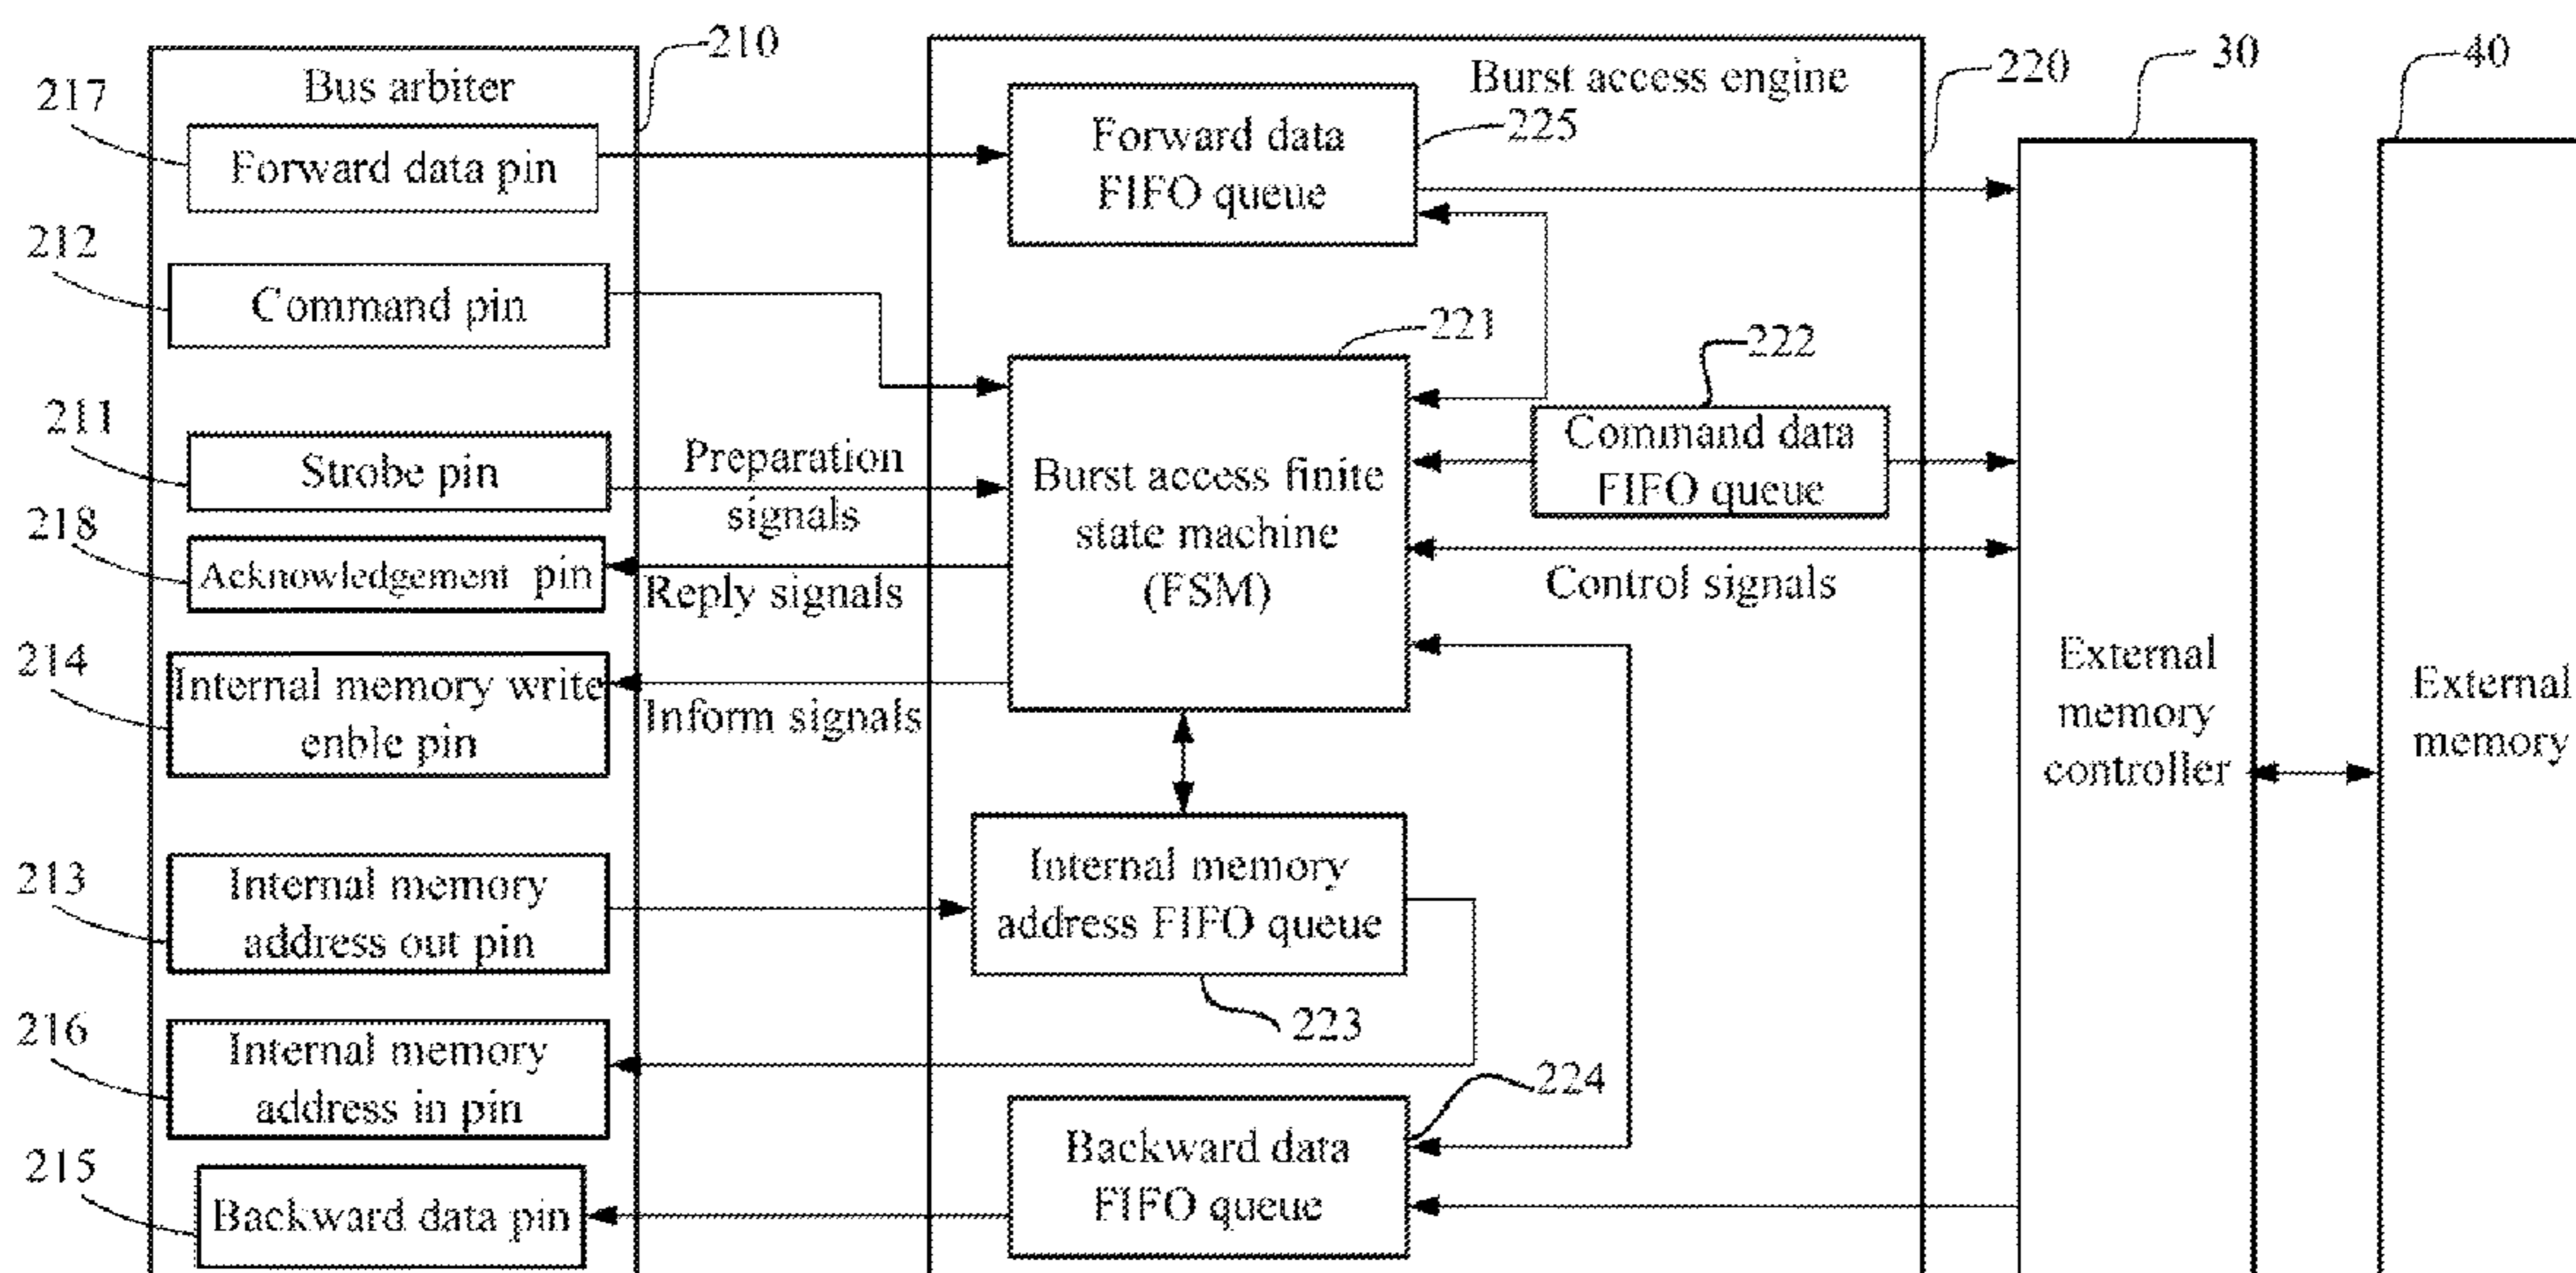 210
30
40
Bus arbiter
Burst access engine
220
217
Forward data pin
Forward data
FIFO queue
225
212
Command pin
221
222
211
Strobe pin
Preparation
signals
Burst access finite
state machine
(FSM)
Command data
FIFO queue
218
Acknowledgement pin
Reply signals
Control signals
214
Internal memory write
enble pin
Inform signals
External
memory
controller
External
memory
213
Internal memory
address out pin
Internal memory
address FIFO queue
223
216
Internal memory
address in pin
224
215
Backward data pin
Backward data
FIFO queue